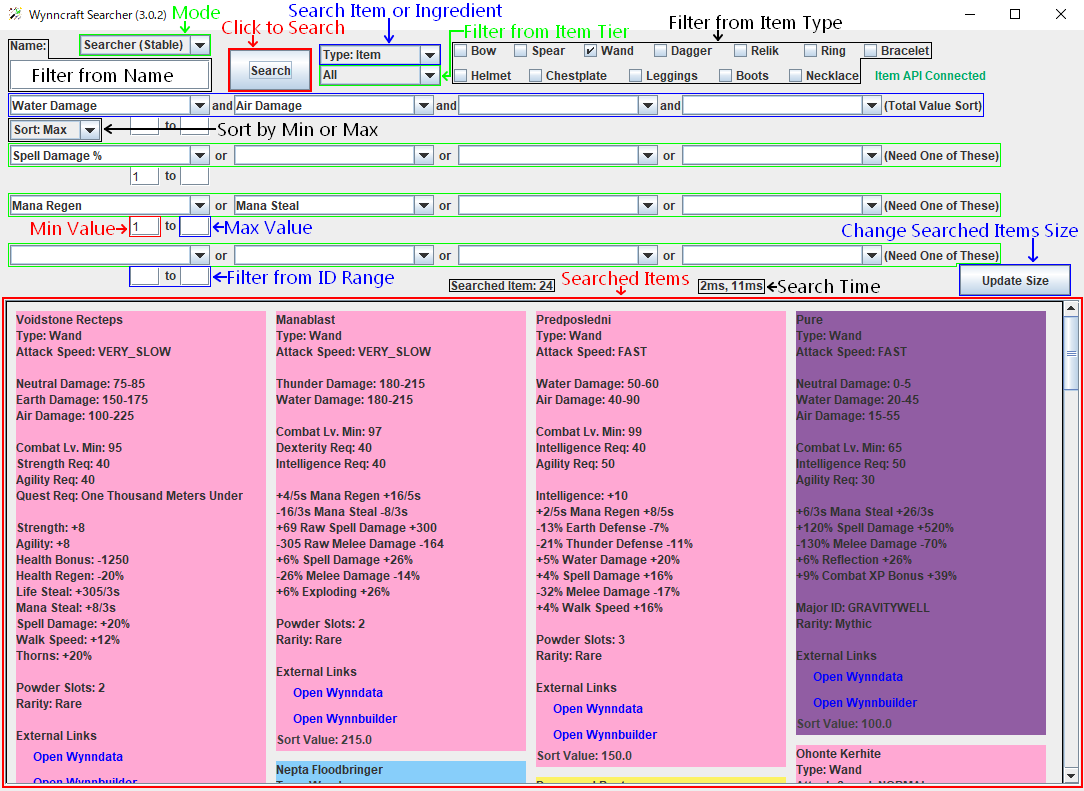 Wynncraft Searcher (3.0.2)
Mode
Search Item or Ingredient
Click to Search
Filter from Item Tier
Filter from Item Type
Name:
Searcher (Stable)
Filter from Name
Search
Type: Item
All
Bow Spear Wand Dagger Relik Ring Bracelet
Helmet Chestplate Leggings Boots Necklace
Item API Connected
Water Damage and Air Damage and and (Total Value Sort)
Sort: Max to Sort by Min or Max
Spell Damage % or or or (Need One of These)
1 to
Mana Regen or Mana Steal or or (Need One of These)
Min Value 1 to Max Value
Change Searched Items Size
or or or (Need One of These)
to Filter from ID Range
Searched Item: 24
Searched Items
2ms, 11ms
Search Time
Update Size
Voidstone Recteps
Type: Wand
Attack Speed: VERY_SLOW
Neutral Damage: 75-85
Earth Damage: 150-175
Air Damage: 100-225
Combat Lv. Min: 95
Strength Req: 40
Agility Req: 40
Quest Req: One Thousand Meters Under
Strength: +8
Agility: +8
Health Bonus: -1250
Health Regen: -20%
Life Steal: +305/3s
Mana Steal: +8/3s
Spell Damage: +20%
Walk Speed: +12%
Thorns: +20%
Powder Slots: 2
Rarity: Rare
External Links
Open Wynndata
Open Wynnbuilder
Manablast
Type: Wand
Attack Speed: VERY_SLOW
Thunder Damage: 180-215
Water Damage: 180-215
Combat Lv. Min: 97
Dexterity Req: 40
Intelligence Req: 40
+4/5s Mana Regen +16/5s
-16/3s Mana Steal -8/3s
+69 Raw Spell Damage +300
-305 Raw Melee Damage -164
+6% Spell Damage +26%
-26% Melee Damage -14%
+6% Exploding +26%
Powder Slots: 2
Rarity: Rare
External Links
Open Wynndata
Open Wynnbuilder
Sort Value: 215.0
Nepta Floodbringer
Predposledni
Type: Wand
Attack Speed: FAST
Water Damage: 50-60
Air Damage: 40-90
Combat Lv. Min: 99
Intelligence Req: 40
Agility Req: 50
Intelligence: +10
+2/5s Mana Regen +8/5s
-13% Earth Defense -7%
-21% Thunder Defense -11%
+5% Water Damage +20%
+4% Spell Damage +16%
-32% Melee Damage -17%
+4% Walk Speed +16%
Powder Slots: 3
Rarity: Rare
External Links
Open Wynndata
Open Wynnbuilder
Sort Value: 150.0
Pure
Type: Wand
Attack Speed: FAST
Neutral Damage: 0-5
Water Damage: 20-45
Air Damage: 15-55
Combat Lv. Min: 65
Intelligence Req: 50
Agility Req: 30
+6/3s Mana Steal +26/3s
+120% Spell Damage +520%
-130% Melee Damage -70%
+6% Reflection +26%
+9% Combat XP Bonus +39%
Major ID: GRAVITYWELL
Rarity: Mythic
External Links
Open Wynndata
Open Wynnbuilder
Sort Value: 100.0
Ohonte Kerhite
Type: Wand